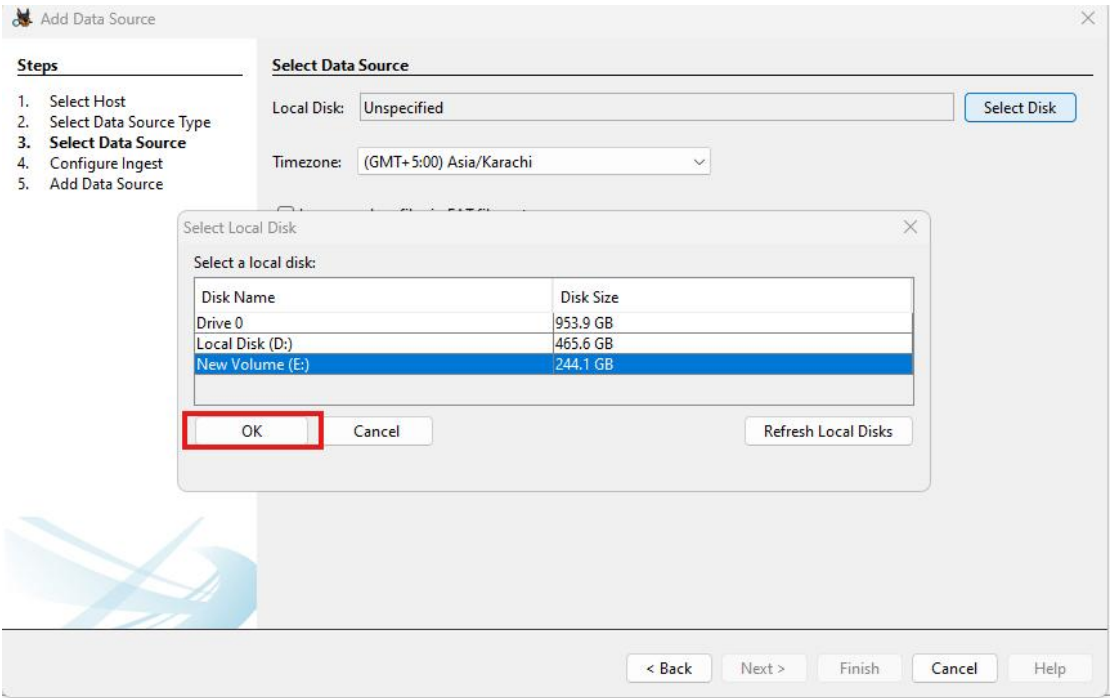 Add Data Source
Steps
1. Select Host
2. Select Data Source Type
3. Select Data Source
4. Configure Ingest
5. Add Data Source
Select Data Source
Local Disk: Unspecified Select Disk
Timezone: (GMT+5:00) Asia/Karachi
Select Local Disk
Select a local disk:
Disk Name Disk Size
Drive 0 953.9 GB
Local Disk (D:) 465.6 GB
New Volume (E:) 244.1 GB
OK Cancel Refresh Local Disks
< Back Next > Finish Cancel Help